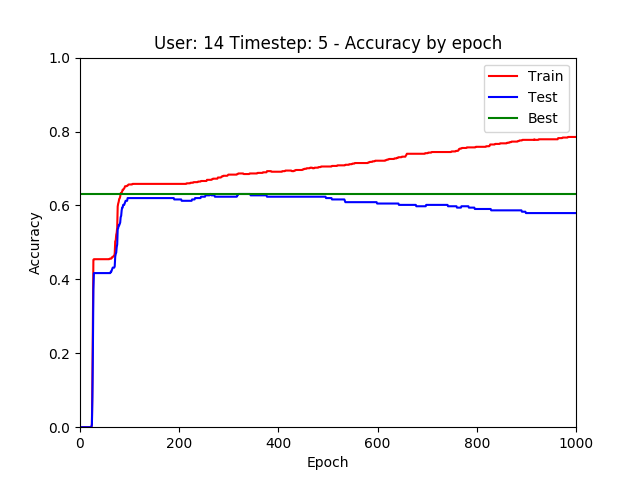 User: 14 Timestep: 5 - Accuracy by epoch
1.0
0.8
0.6
0.4
0.2
0.0
Accuracy
Train
Test
Best
0 200 400 600 800 1000
Epoch